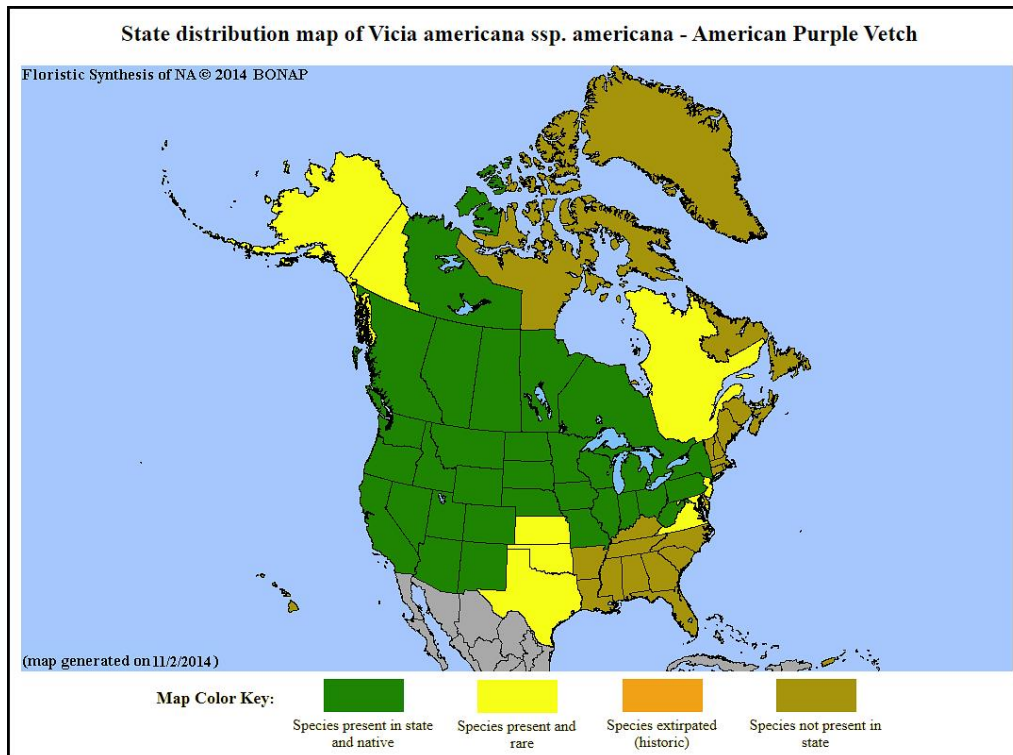 State distribution map of Vicia americana ssp. americana - American Purple Vetch
Floristic Synthesis of NA © 2014 BONAP
(map generated on 11/2/2014)
Map Color Key:
Species present in state
and native
Species present and
rare
Species extirpated
(historic)
Species not present in
state